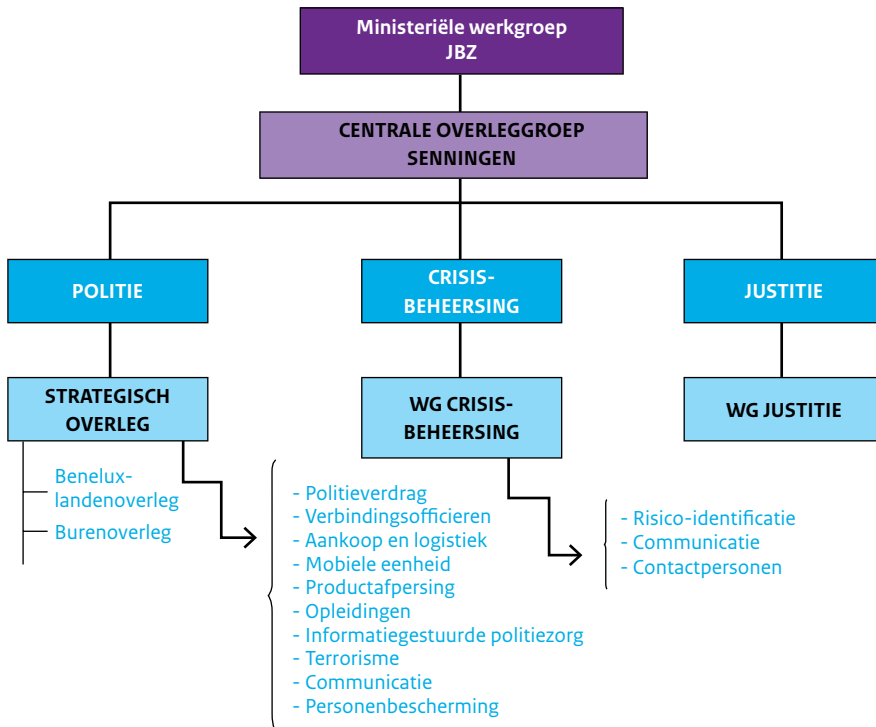 Ministeriële werkgroep
JBZ
CENTRALE OVERLEGGROEP
SENNINGEN
POLITIE
CRISIS-
BEHEERSING
JUSTITIE
STRATEGISCH
OVERLEG
WG CRISIS-
BEHEERSING
WG JUSTITIE
Benelux-
landenoverleg
Burenoverleg
- Politieverdrag
- Verbindingsofficieren
- Aankoop en logistiek
- Mobiele eenheid
- Productafpersing
- Opleidingen
- Informatiegestuurde politiezorg
- Terrorisme
- Communicatie
- Personenbescherming
- Risico-identificatie
- Communicatie
- Contactpersonen